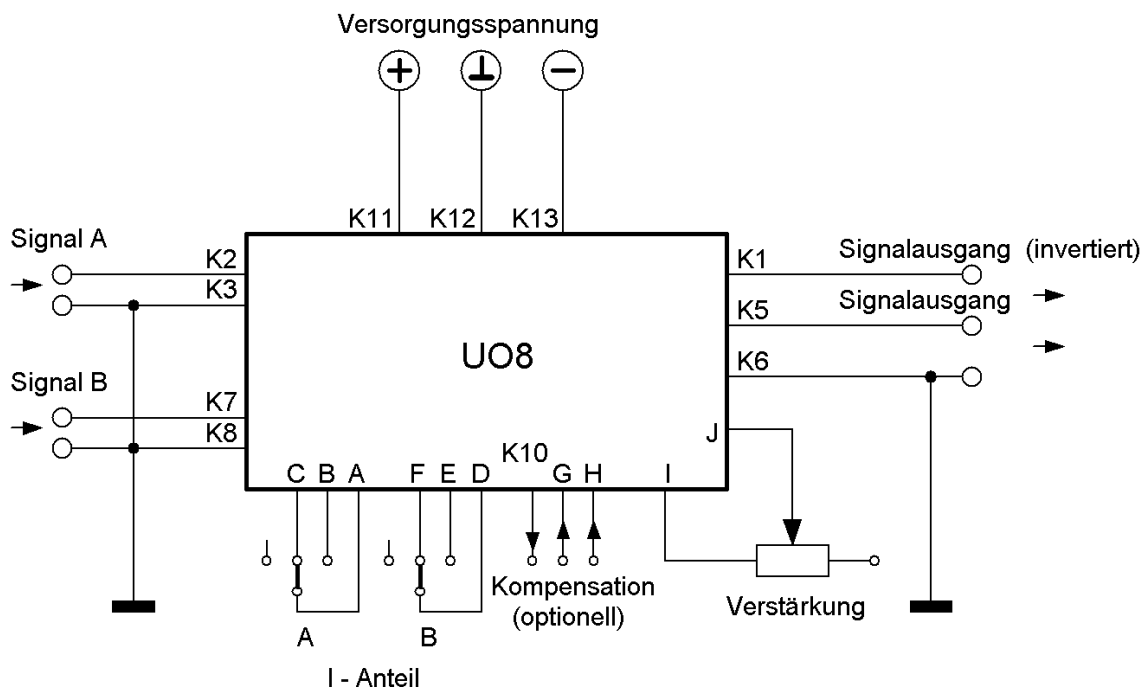 Versorgungsspannung
K11 K12 K13
Signal A
K2
K3
K1
Signalausgang (invertiert)
Signalausgang
K5
UO8
K6
Signal B
K7
K8
J
K10
C B A F E D G H I
Kompensation
(optionell)
Verstärkung
A B
I - Anteil